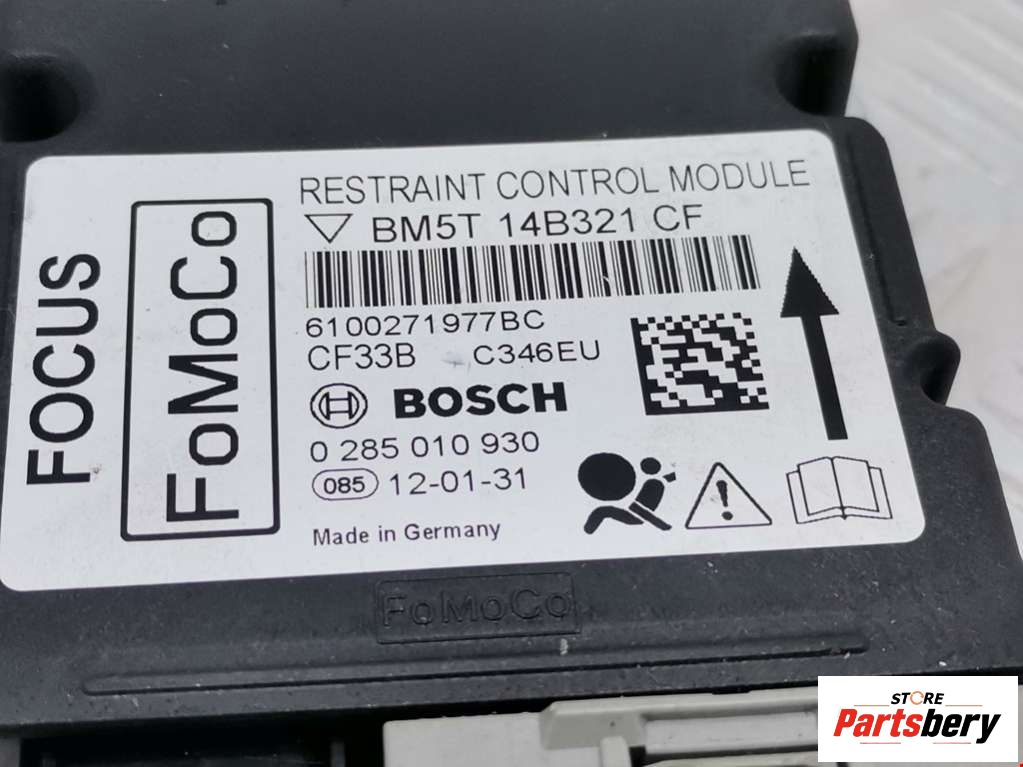 FOCUS
FoMoCo
RESTRAINT CONTROL MODULE
BM5T 14B321 CF
6100271977BC
CF33B C346EU
BOSCH
0 285 010 930
085 12-01-31
Made in Germany
FoMoCo
STORE
Partsbery